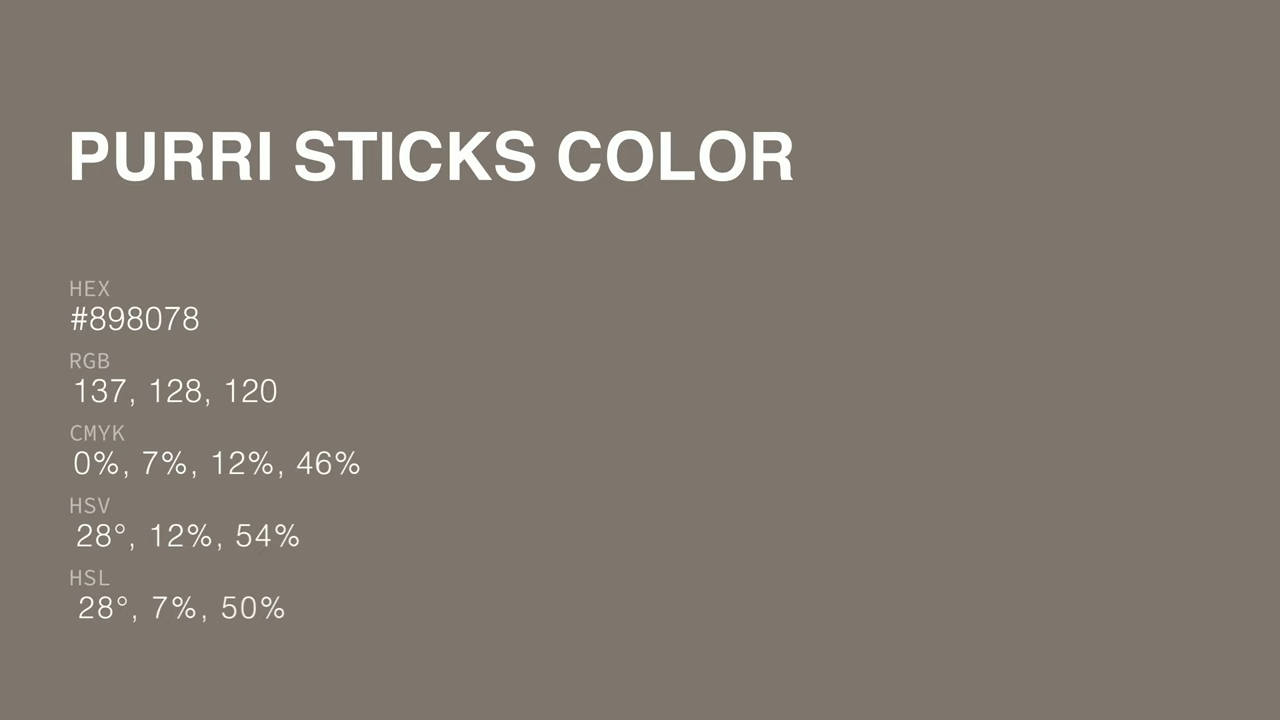 PURRI STICKS COLOR
HEX
#898078
RGB
137, 128, 120
CMYK
0%, 7%, 12%, 46%
HSV
28°, 12%, 54%
HSL
28°, 7%, 50%